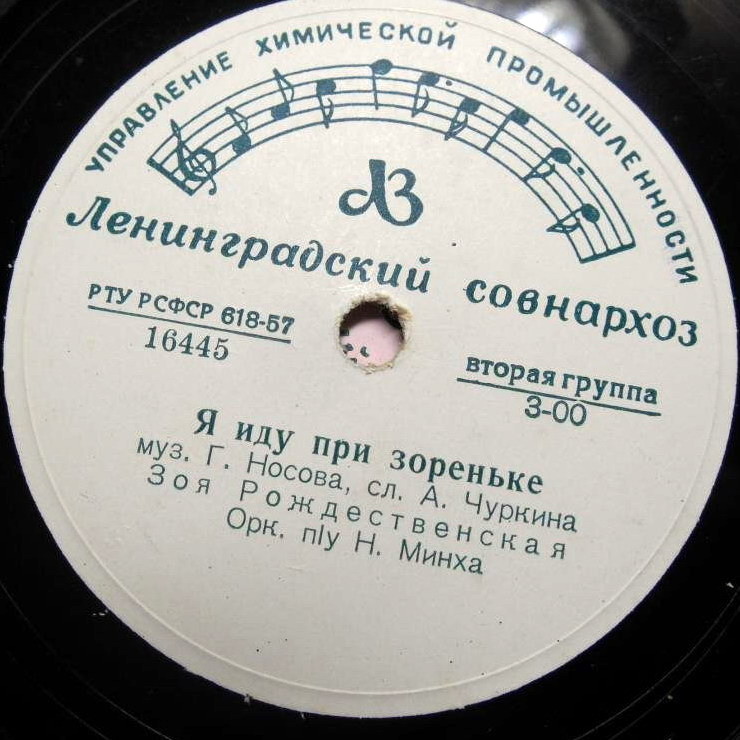 УПРАВЛЕНИЕ ХИМИЧЕСКОЙ ПРОМЫШЛЕННОСТИ
ЛЗ
Ленинградский совнархоз
РТУ РСФСР 618-57
16445
вторая группа
3-00
Я иду при зореньке
муз. Г. Носова, сл. А. Чуркина
Зоя Рождественская
Орк. п/у Н. Минха